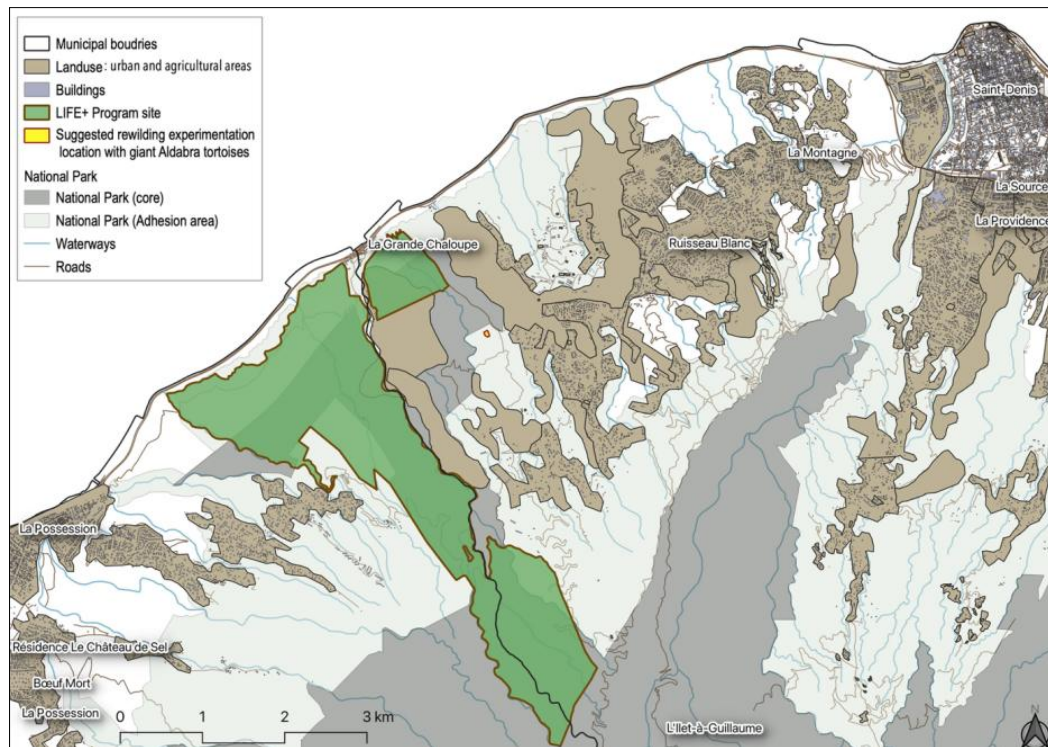 Municipal boudries
Landuse : urban and agricultural areas
Buildings
LIFE+ Program site
Suggested rewilding experimentation
location with giant Aldabra tortoises
National Park
National Park (core)
National Park (Adhesion area)
Waterways
Roads
Saint-Denis
La Montagne
La Source
La Providence
La Grande Chaloupe
Ruisseau Blanc
La Possession
Résidence Le Château de Sel
Bœuf Mort
La Possession
L'Ilet-à-Guillaume
0 1 2 3 km
N